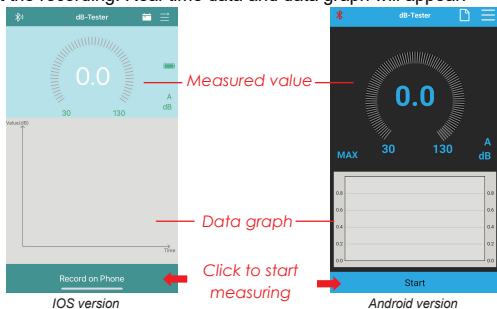 the recording. Real time data and data graph will appear.
dB-Tester
0.0
A
dB
30 130
Value(dB)
Time
Record on Phone
IOS version
Measured value
Data graph
Click to start
measuring
dB-Tester
0.0
MAX
30 130
A
dB
0.8 0.8
0.6 0.6
0.4 0.4
0.2 0.2
0.0 0.0
Start
Android version